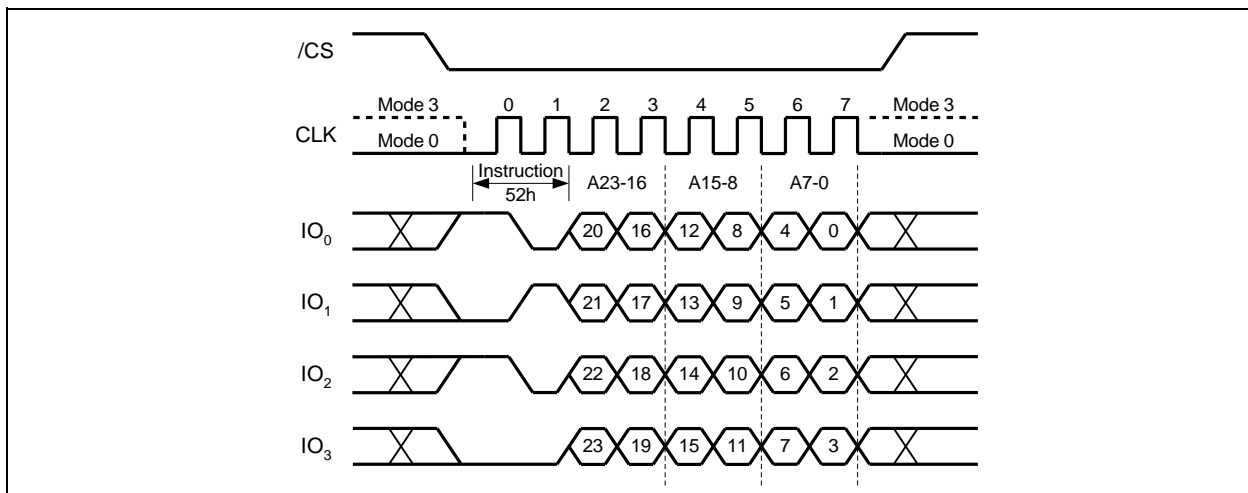 /CS
Mode 3 0 1 2 3 4 5 6 7 Mode 3
CLK
Mode 0 Mode 0
Instruction A23-16 A15-8 A7-0
52h
IO0 20 16 12 8 4 0
IO1 21 17 13 9 5 1
IO2 22 18 14 10 6 2
IO3 23 19 15 11 7 3